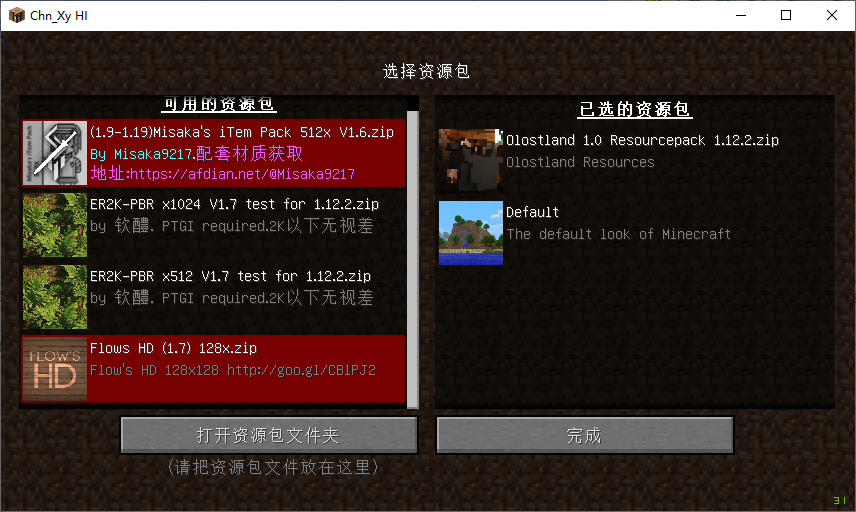 Chn_Xy HI
选择资源包
可用的资源包
(1.9-1.19)Misaka's iTem Pack 512x V1.6.zip
By Misaka9217.配套材质获取
地址:https://afdian.net/@Misaka9217
Misaka's iTem Pack
ER2K-PBR x1024 V1.7 test for 1.12.2.zip
by 钦醴. PTGI required.2K以下无视差
ER2K-PBR x512 V1.7 test for 1.12.2.zip
by 钦醴. PTGI required.2K以下无视差
FLOW'S
HD
Flows HD (1.7) 128x.zip
Flow's HD 128x128 http://goo.gl/CBlPJ2
已选的资源包
Olostland 1.0 Resourcepack 1.12.2.zip
Olostland Resources
Default
The default look of Minecraft
打开资源包文件夹
完成
(请把资源包文件放在这里)
31